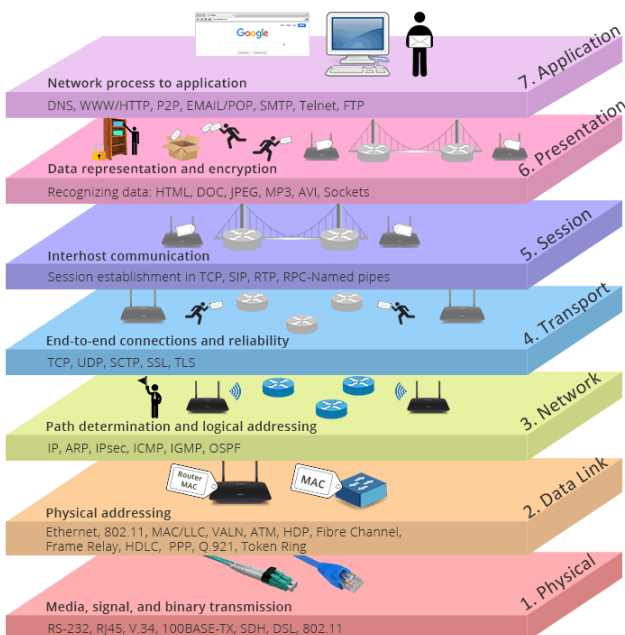 Google
7. Application
Network process to application
DNS, WWW/HTTP, P2P, EMAIL/POP, SMTP, Telnet, FTP
6. Presentation
Data representation and encryption
Recognizing data: HTML, DOC, JPEG, MP3, AVI, Sockets
5. Session
Interhost communication
Session establishment in TCP, SIP, RTP, RPC-Named pipes
4. Transport
End-to-end connections and reliability
TCP, UDP, SCTP, SSL, TLS
3. Network
Path determination and logical addressing
IP, ARP, IPsec, ICMP, IGMP, OSPF
Router
MAC
MAC
2. Data Link
Physical addressing
Ethernet, 802.11, MAC/LLC, VALN, ATM, HDP, Fibre Channel,
Frame Relay, HDLC, PPP, Q.921, Token Ring
1. Physical
Media, signal, and binary transmission
RS-232, RJ45, V.34, 100BASE-TX, SDH, DSL, 802.11